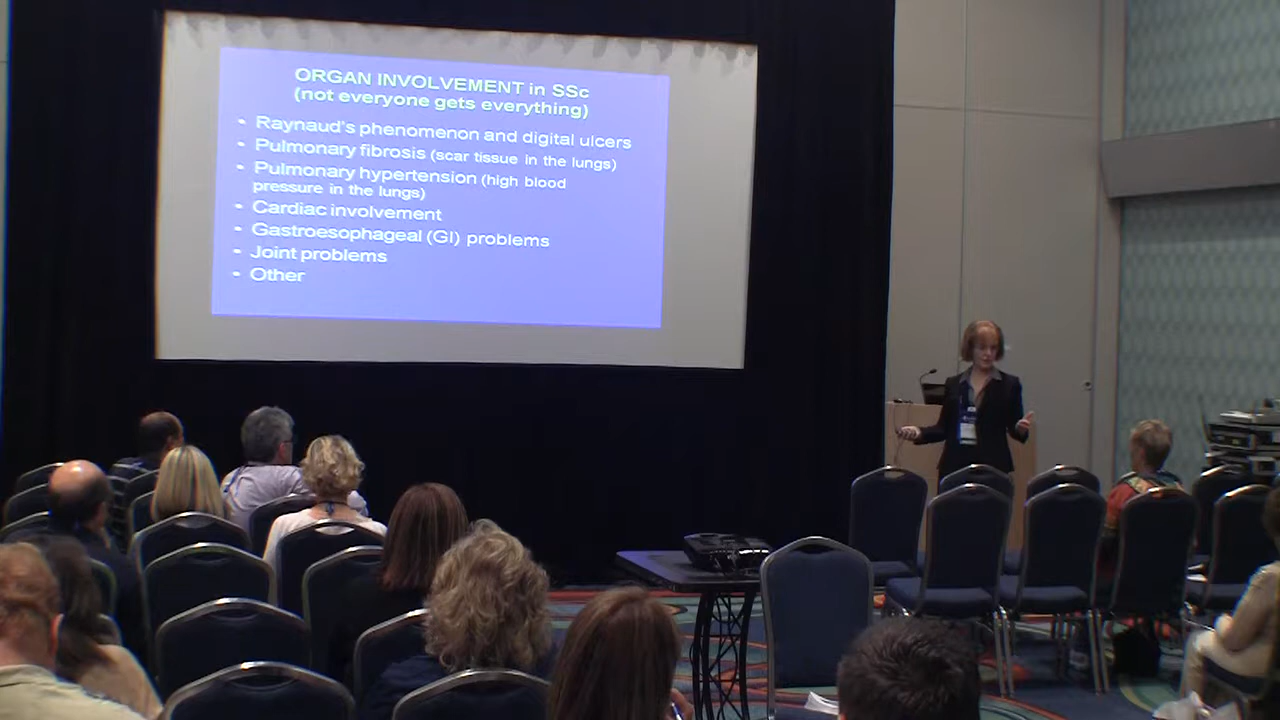 ORGAN INVOLVEMENT in SSc
(not everyone gets everything)
• Raynaud's phenomenon and digital ulcers
• Pulmonary fibrosis (scar tissue in the lungs)
• Pulmonary hypertension (high blood
pressure in the lungs)
• Cardiac involvement
• Gastroesophageal (GI) problems
• Joint problems
• Other